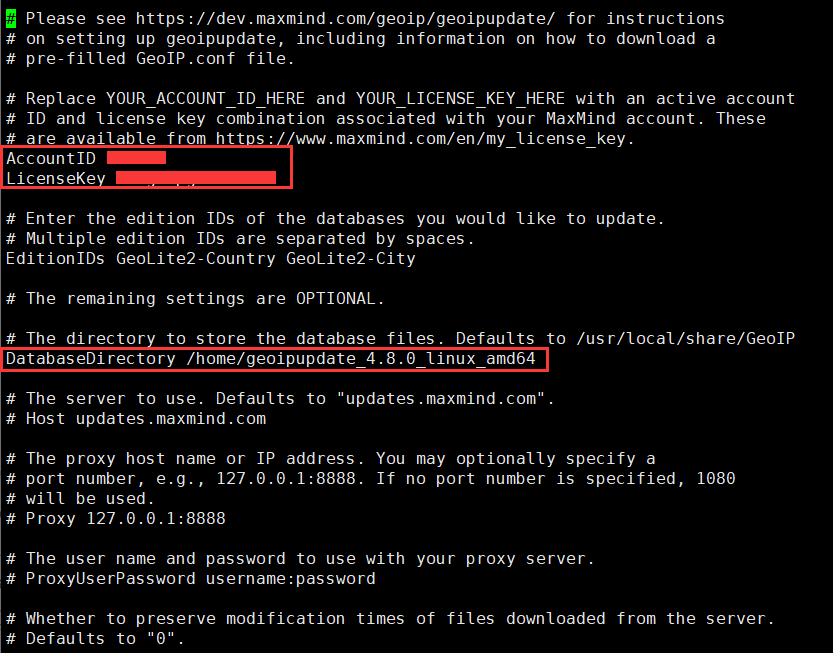 # Please see https://dev.maxmind.com/geoip/geoipupdate/ for instructions
# on setting up geoipupdate, including information on how to download a
# pre-filled GeoIP.conf file.
# Replace YOUR_ACCOUNT_ID_HERE and YOUR_LICENSE_KEY_HERE with an active account
# ID and license key combination associated with your MaxMind account. These
# are available from https://www.maxmind.com/en/my_license_key.
AccountID
LicenseKey
# Enter the edition IDs of the databases you would like to update.
# Multiple edition IDs are separated by spaces.
EditionIDs GeoLite2-Country GeoLite2-City
# The remaining settings are OPTIONAL.
# The directory to store the database files. Defaults to /usr/local/share/GeoIP
DatabaseDirectory /home/geoipupdate_4.8.0_linux_amd64
# The server to use. Defaults to "updates.maxmind.com".
# Host updates.maxmind.com
# The proxy host name or IP address. You may optionally specify a
# port number, e.g., 127.0.0.1:8888. If no port number is specified, 1080
# will be used.
# Proxy 127.0.0.1:8888
# The user name and password to use with your proxy server.
# ProxyUserPassword username:password
# Whether to preserve modification times of files downloaded from the server.
# Defaults to "0".